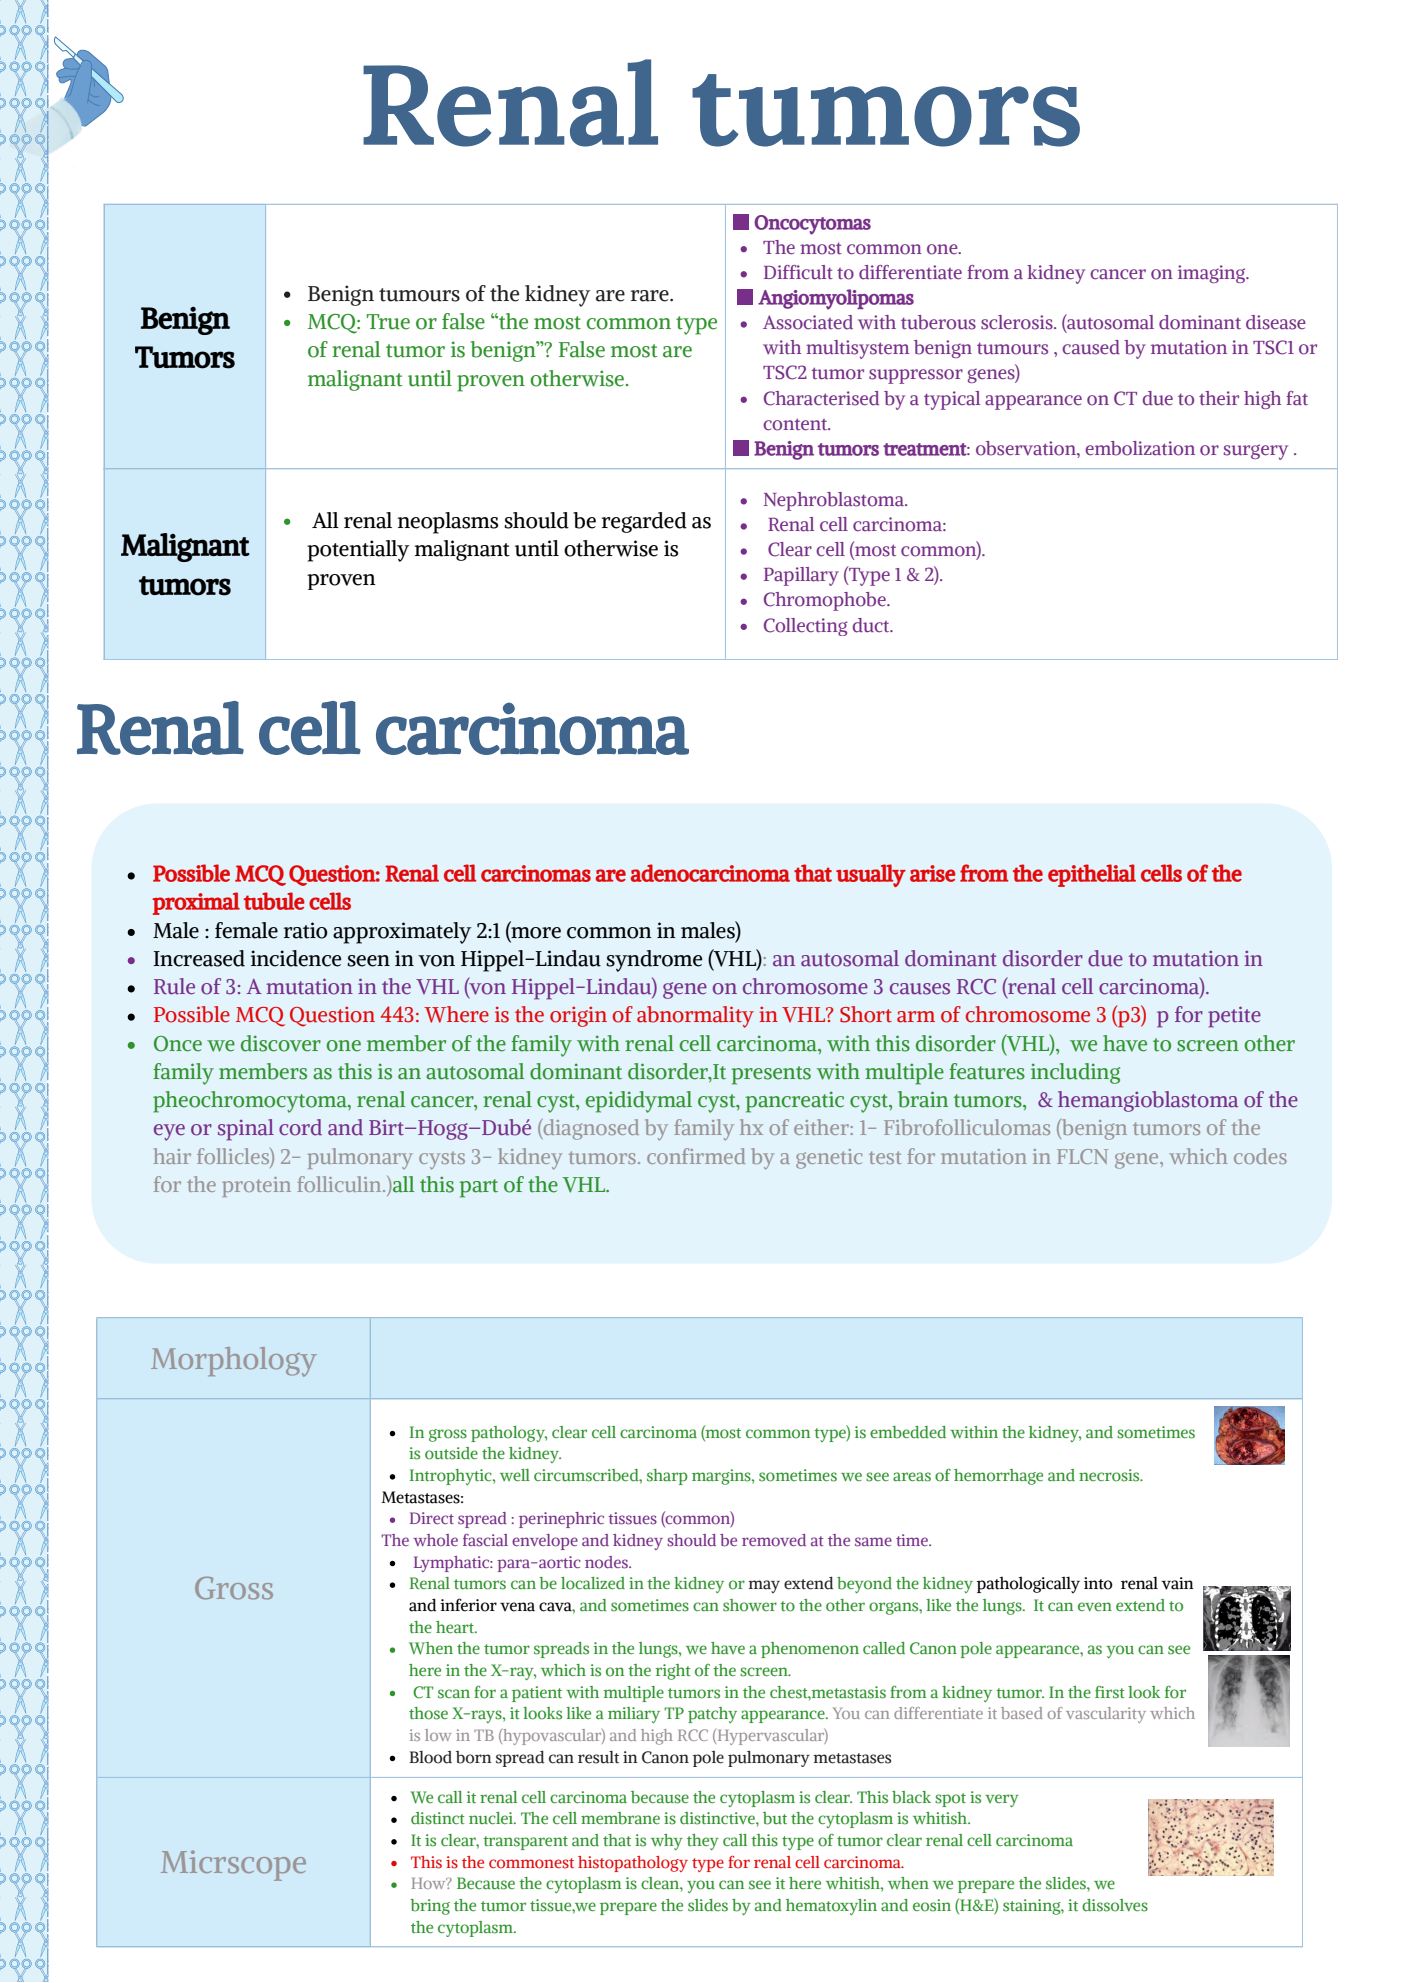 Renal tumors
Benign
Tumors
• Benign tumours of the kidney are rare.
• MCQ: True or false “the most common type
of renal tumor is benign”? False most are
malignant until proven otherwise.
■ Oncocytomas
• The most common one.
• Difficult to differentiate from a kidney cancer on imaging.
■ Angiomyolipomas
• Associated with tuberous sclerosis. (autosomal dominant disease
with multisystem benign tumours , caused by mutation in TSC1 or
TSC2 tumor suppressor genes)
• Characterised by a typical appearance on CT due to their high fat
content.
■ Benign tumors treatment: observation, embolization or surgery .
Malignant
tumors
• All renal neoplasms should be regarded as
potentially malignant until otherwise is
proven
• Nephroblastoma.
• Renal cell carcinoma:
• Clear cell (most common).
• Papillary (Type 1 & 2).
• Chromophobe.
• Collecting duct.
Renal cell carcinoma
• Possible MCQ Question: Renal cell carcinomas are adenocarcinoma that usually arise from the epithelial cells of the
proximal tubule cells
• Male : female ratio approximately 2:1 (more common in males)
• Increased incidence seen in von Hippel-Lindau syndrome (VHL): an autosomal dominant disorder due to mutation in
• Rule of 3: A mutation in the VHL (von Hippel-Lindau) gene on chromosome 3 causes RCC (renal cell carcinoma).
• Possible MCQ Question 443: Where is the origin of abnormality in VHL? Short arm of chromosome 3 (p3) p for petite
• Once we discover one member of the family with renal cell carcinoma, with this disorder (VHL), we have to screen other
family members as this is an autosomal dominant disorder,It presents with multiple features including
pheochromocytoma, renal cancer, renal cyst, epididymal cyst, pancreatic cyst, brain tumors, & hemangioblastoma of the
eye or spinal cord and Birt–Hogg–Dubé (diagnosed by family hx of either: 1- Fibrofolliculomas (benign tumors of the
hair follicles) 2- pulmonary cysts 3- kidney tumors. confirmed by a genetic test for mutation in FLCN gene, which codes
for the protein folliculin.)all this part of the VHL.
Morphology
Gross
• In gross pathology, clear cell carcinoma (most common type) is embedded within the kidney, and sometimes
is outside the kidney.
• Introphytic, well circumscribed, sharp margins, sometimes we see areas of hemorrhage and necrosis.
Metastases:
• Direct spread : perinephric tissues (common)
The whole fascial envelope and kidney should be removed at the same time.
• Lymphatic: para-aortic nodes.
• Renal tumors can be localized in the kidney or may extend beyond the kidney pathologically into renal vain
and inferior vena cava, and sometimes can shower to the other organs, like the lungs. It can even extend to
the heart.
• When the tumor spreads in the lungs, we have a phenomenon called Canon pole appearance, as you can see
here in the X-ray, which is on the right of the screen.
• CT scan for a patient with multiple tumors in the chest,metastasis from a kidney tumor. In the first look for
those X-rays, it looks like a miliary TP patchy appearance. You can differentiate it based of vascularity which
is low in TB (hypovascular) and high RCC (Hypervascular)
• Blood born spread can result in Canon pole pulmonary metastases
Micrscope
• We call it renal cell carcinoma because the cytoplasm is clear. This black spot is very
• distinct nuclei. The cell membrane is distinctive, but the cytoplasm is whitish.
• It is clear, transparent and that is why they call this type of tumor clear renal cell carcinoma
• This is the commonest histopathology type for renal cell carcinoma.
• How? Because the cytoplasm is clean, you can see it here whitish, when we prepare the slides, we
bring the tumor tissue,we prepare the slides by and hematoxylin and eosin (H&E) staining, it dissolves
the cytoplasm.